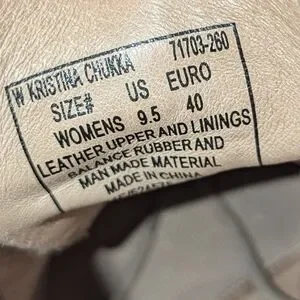 W KRISTINA CHUKKA 71703-260
SIZE# US EURO
WOMENS 9.5 40
LEATHER UPPER AND LININGS
BALANCE RUBBER AND
MAN MADE MATERIAL
MADE IN CHINA